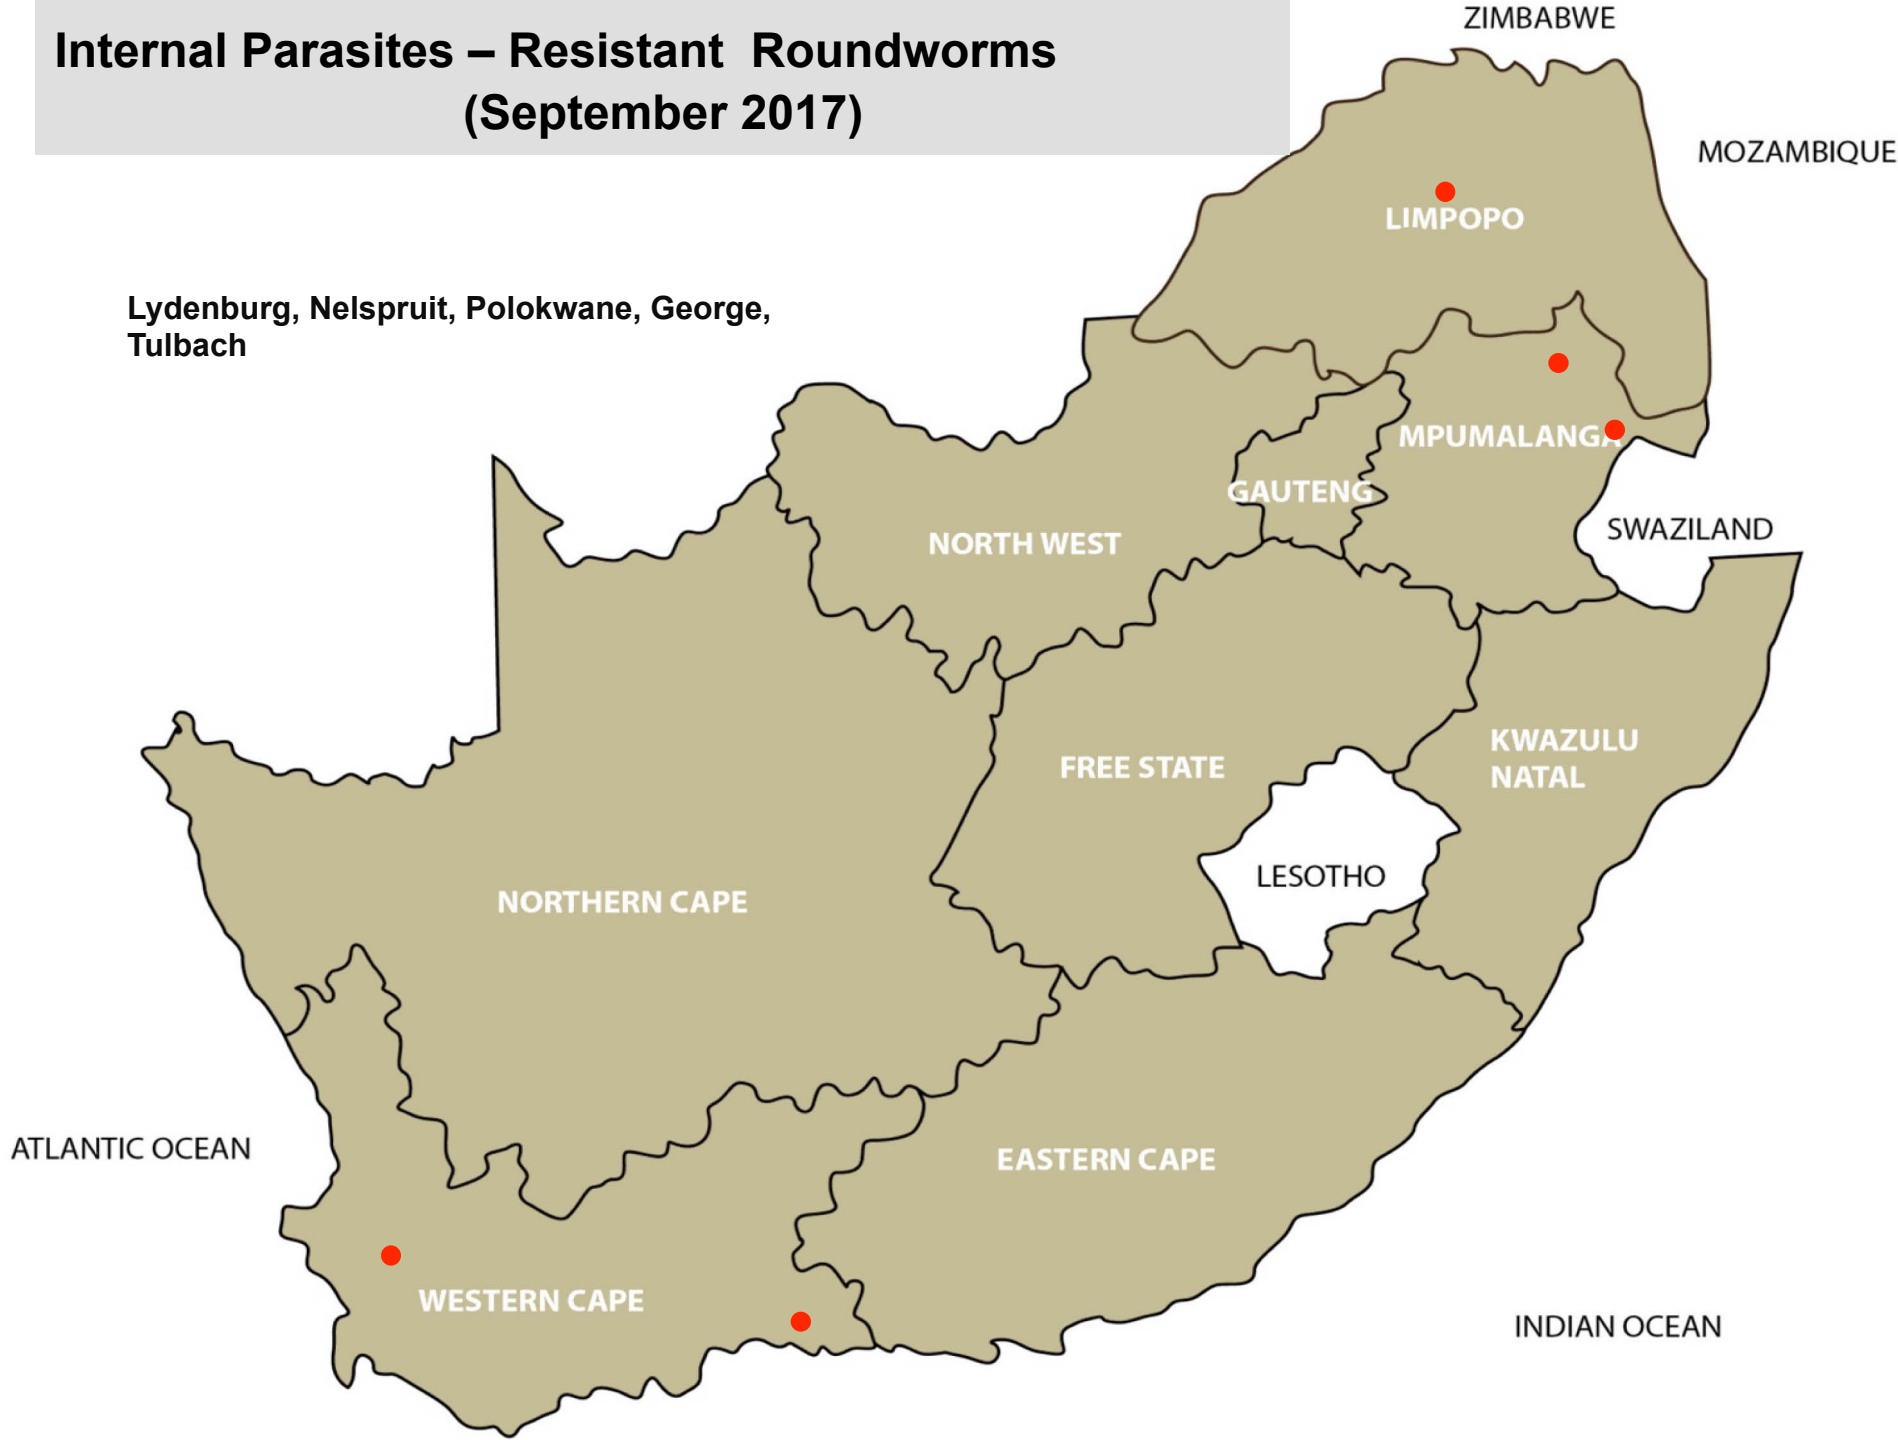 Internal Parasites – Resistant  Roundworms
(September 2017)
ZIMBABWE
MOZAMBIQUE
LIMPOPO
Lydenburg, Nelspruit, Polokwane, George,
Tulbach
MPUMALANGA
GAUTENG
NORTH WEST
SWAZILAND
KWAZULU
NATAL
FREE STATE
LESOTHO
NORTHERN CAPE
ATLANTIC OCEAN
EASTERN CAPE
WESTERN CAPE
INDIAN OCEAN